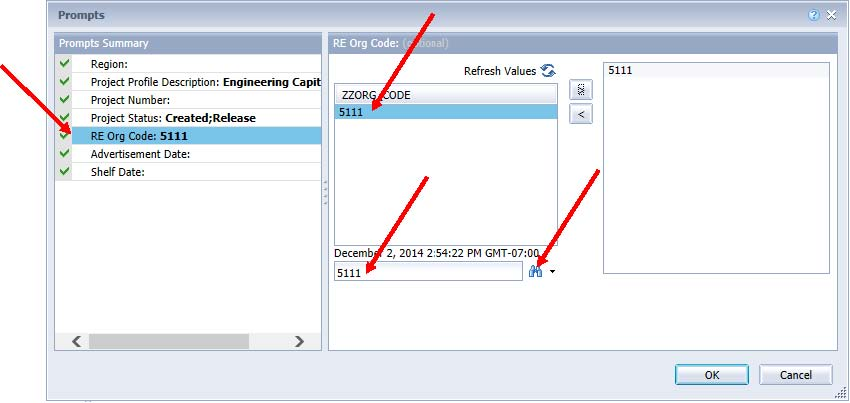 Prompts
Prompts Summary
Region:
Project Profile Description: Engineering Capit
Project Number:
Project Status: Created;Release
RE Org Code: 5111
Advertisement Date:
Shelf Date:
RE Org Code: (optional)
Refresh Values
ZZORG_CODE
5111
December 2, 2014 2:54:22 PM GMT-07:00
5111
>
<
5111
OK
Cancel